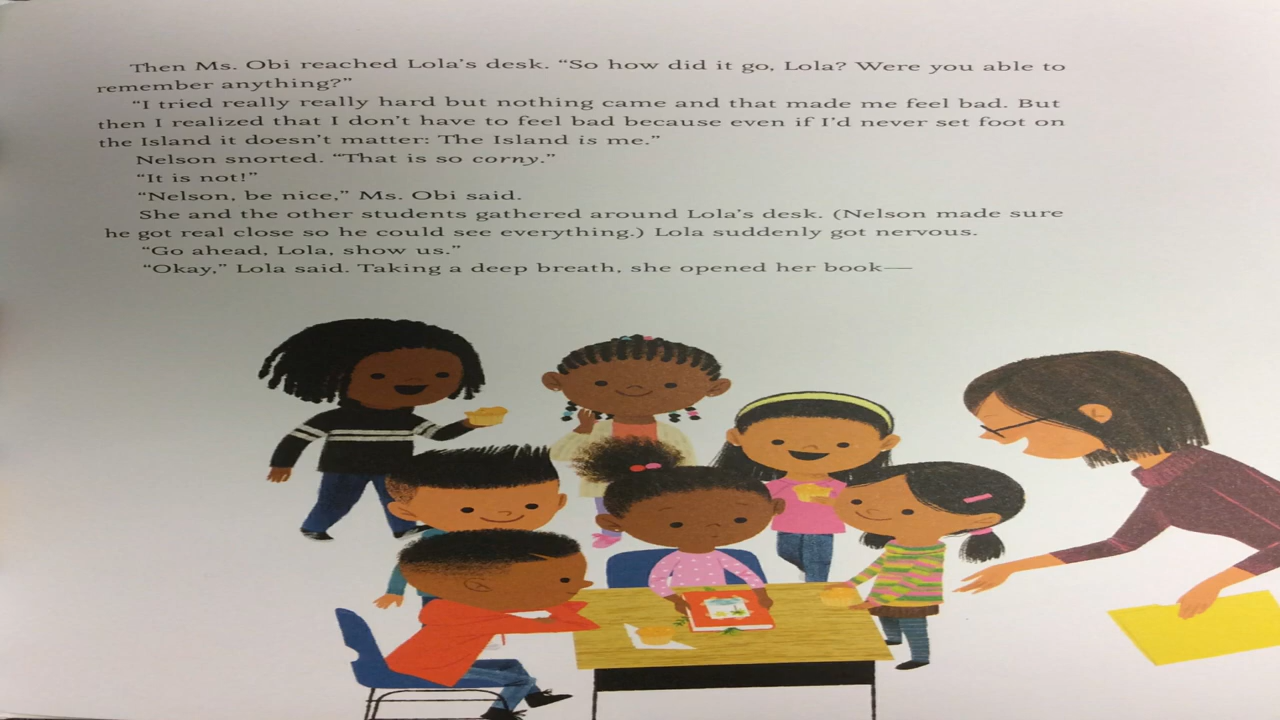 Then Ms. Obi reached Lola's desk. “So how did it go, Lola? Were you able to
remember anything?”
“I tried really really hard but nothing came and that made me feel bad. But
then I realized that I don't have to feel bad because even if I'd never set foot on
the Island it doesn't matter: The Island is me.”
Nelson snorted. “That is so corny.”
“It is not!”
“Nelson, be nice,” Ms. Obi said.
She and the other students gathered around Lola's desk. (Nelson made sure
he got real close so he could see everything.) Lola suddenly got nervous.
“Go ahead, Lola, show us.”
“Okay,” Lola said. Taking a deep breath, she opened her book—